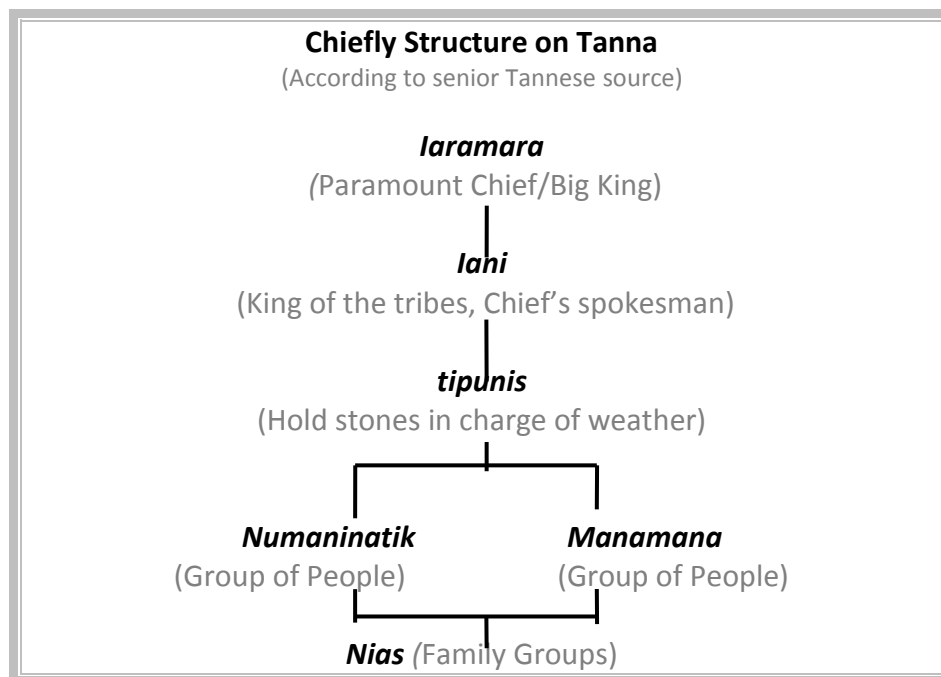 Chiefly Structure on Tanna
(According to senior Tannese source)
Iaramara
(Paramount Chief/Big King)
Iani
(King of the tribes, Chief’s spokesman)
tipunis
(Hold stones in charge of weather)
Numaninatik Manamana
(Group of People) (Group of People)
Nias (Family Groups)